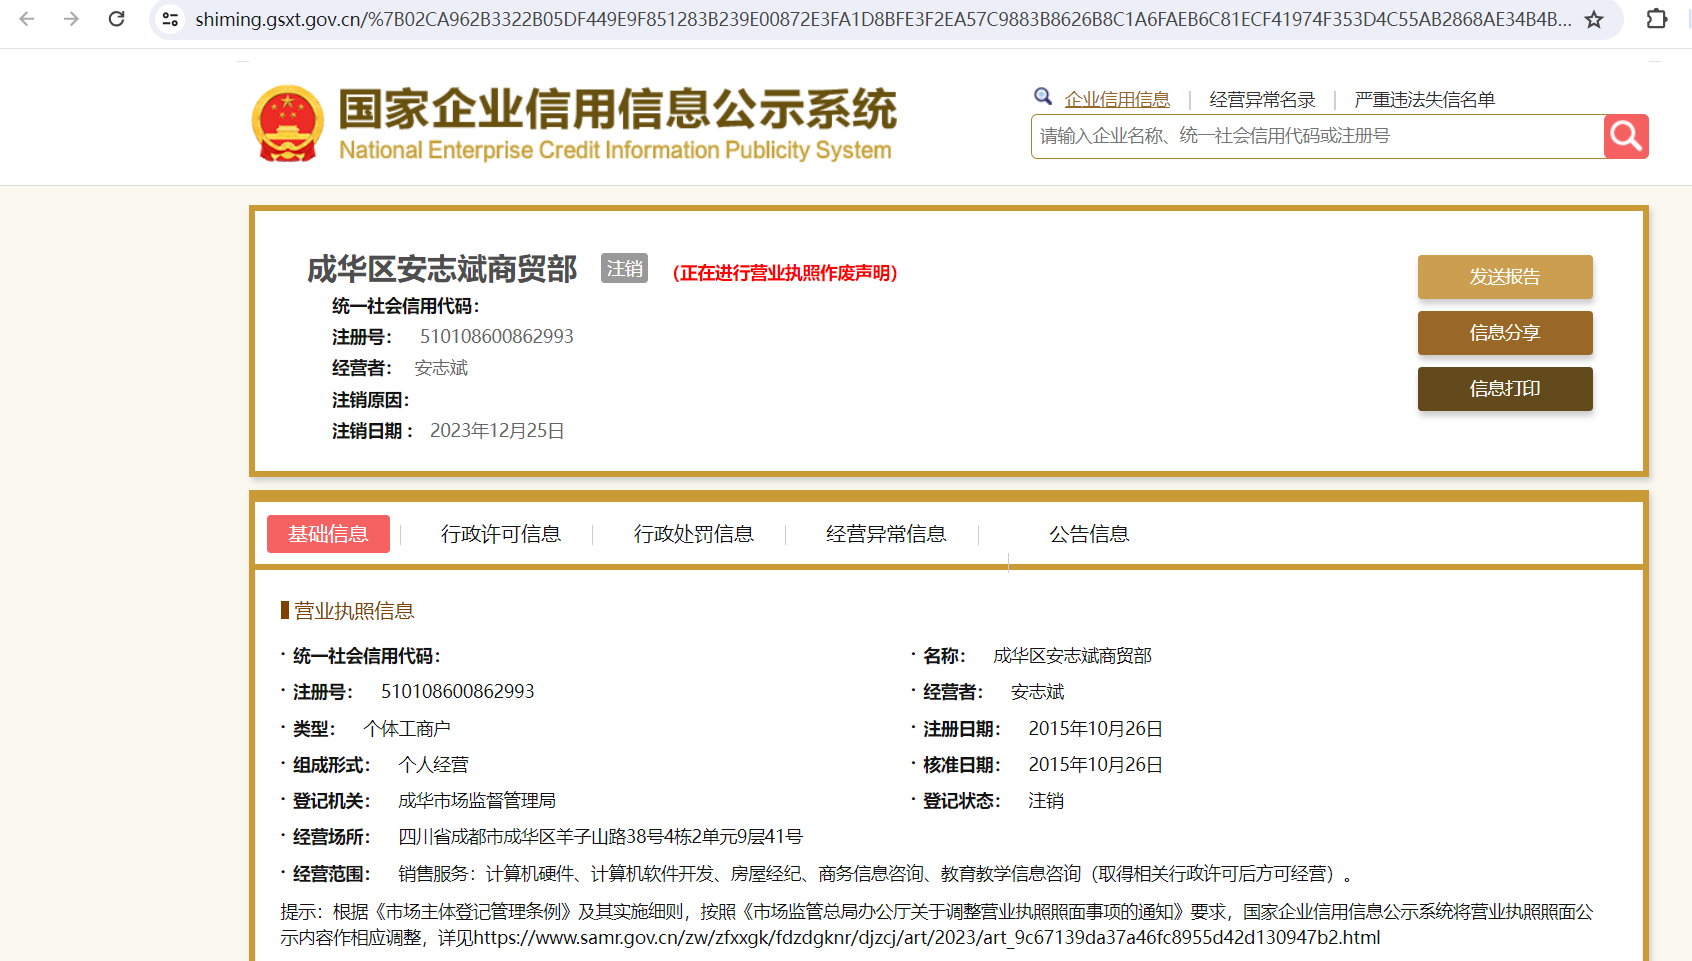 shiming.gsxt.gov.cn/%7B02CA962B3322B05DF449E9F851283B239E00872E3FA1D8BFE3F2EA57C9883B8626B8C1A6FAEB6C81ECF41974F353D4C55AB2868AE34B4B...
国家企业信用信息公示系统
National Enterprise Credit Information Publicity System
企业信用信息 | 经营异常名录 | 严重违法失信名单
请输入企业名称、统一社会信用代码或注册号
成华区安志斌商贸部 注销 (正在进行营业执照作废声明)
统一社会信用代码：
注册号： 510108600862993
经营者： 安志斌
注销原因：
注销日期： 2023年12月25日
发送报告
信息分享
信息打印
基础信息 行政许可信息 行政处罚信息 经营异常信息 公告信息
营业执照信息
· 统一社会信用代码： · 名称： 成华区安志斌商贸部
· 注册号： 510108600862993 · 经营者： 安志斌
· 类型： 个体工商户 · 注册日期： 2015年10月26日
· 组成形式： 个人经营 · 核准日期： 2015年10月26日
· 登记机关： 成华市场监督管理局 · 登记状态： 注销
· 经营场所： 四川省成都市成华区羊子山路38号4栋2单元9层41号
· 经营范围： 销售服务：计算机硬件、计算机软件开发、房屋经纪、商务信息咨询、教育教学信息咨询（取得相关行政许可后方可经营）。
提示：根据《市场主体登记管理条例》及其实施细则，按照《市场监管总局办公厅关于调整营业执照照面事项的通知》要求，国家企业信用信息公示系统将营业执照照面公
示内容作相应调整，详见https://www.samr.gov.cn/zw/zfxxgk/fdzdgknr/djzcj/art/2023/art_9c67139da37a46fc8955d42d130947b2.html